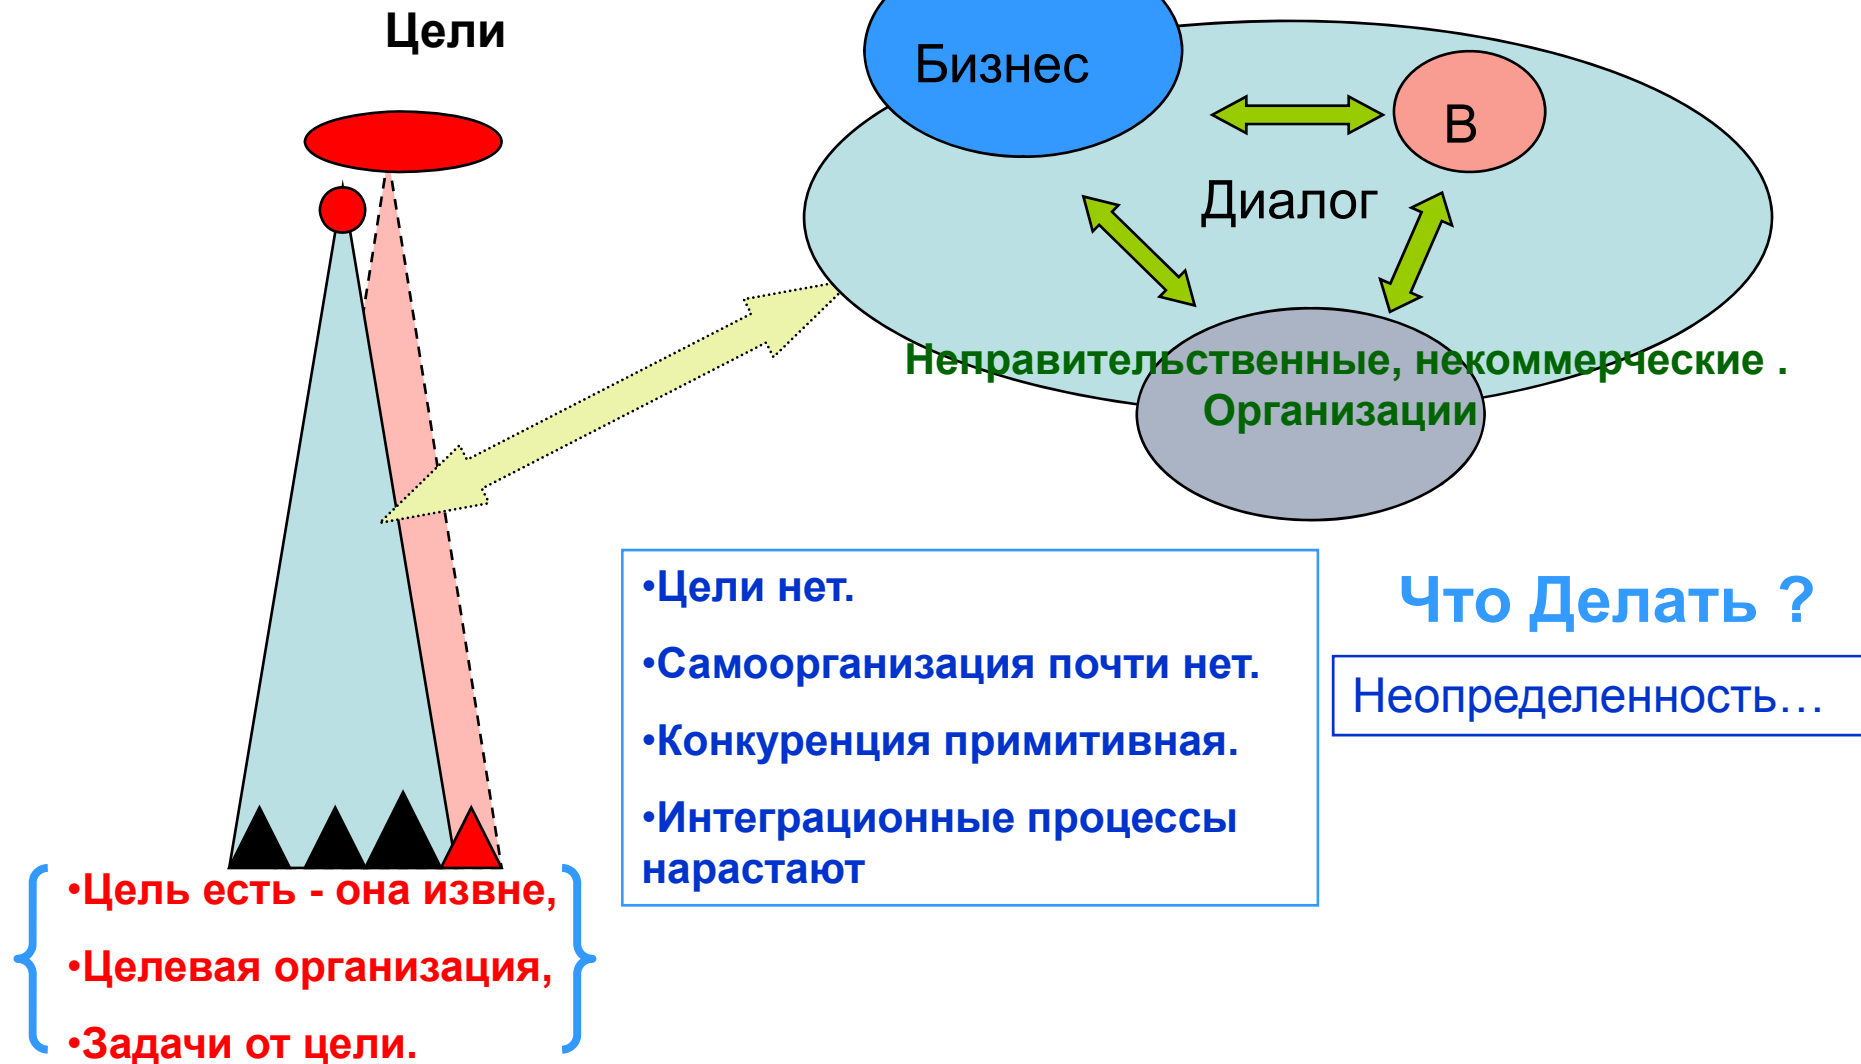 Цели
Бизнес
В
Диалог
Неправительственные, некоммерческие .
Организации
•Цели нет.
•Самоорганизация почти нет.
•Конкуренция примитивная.
•Интеграционные процессы
нарастают
Что Делать ?
Неопределенность…
•Цель есть - она извне,
•Целевая организация,
•Задачи от цели.